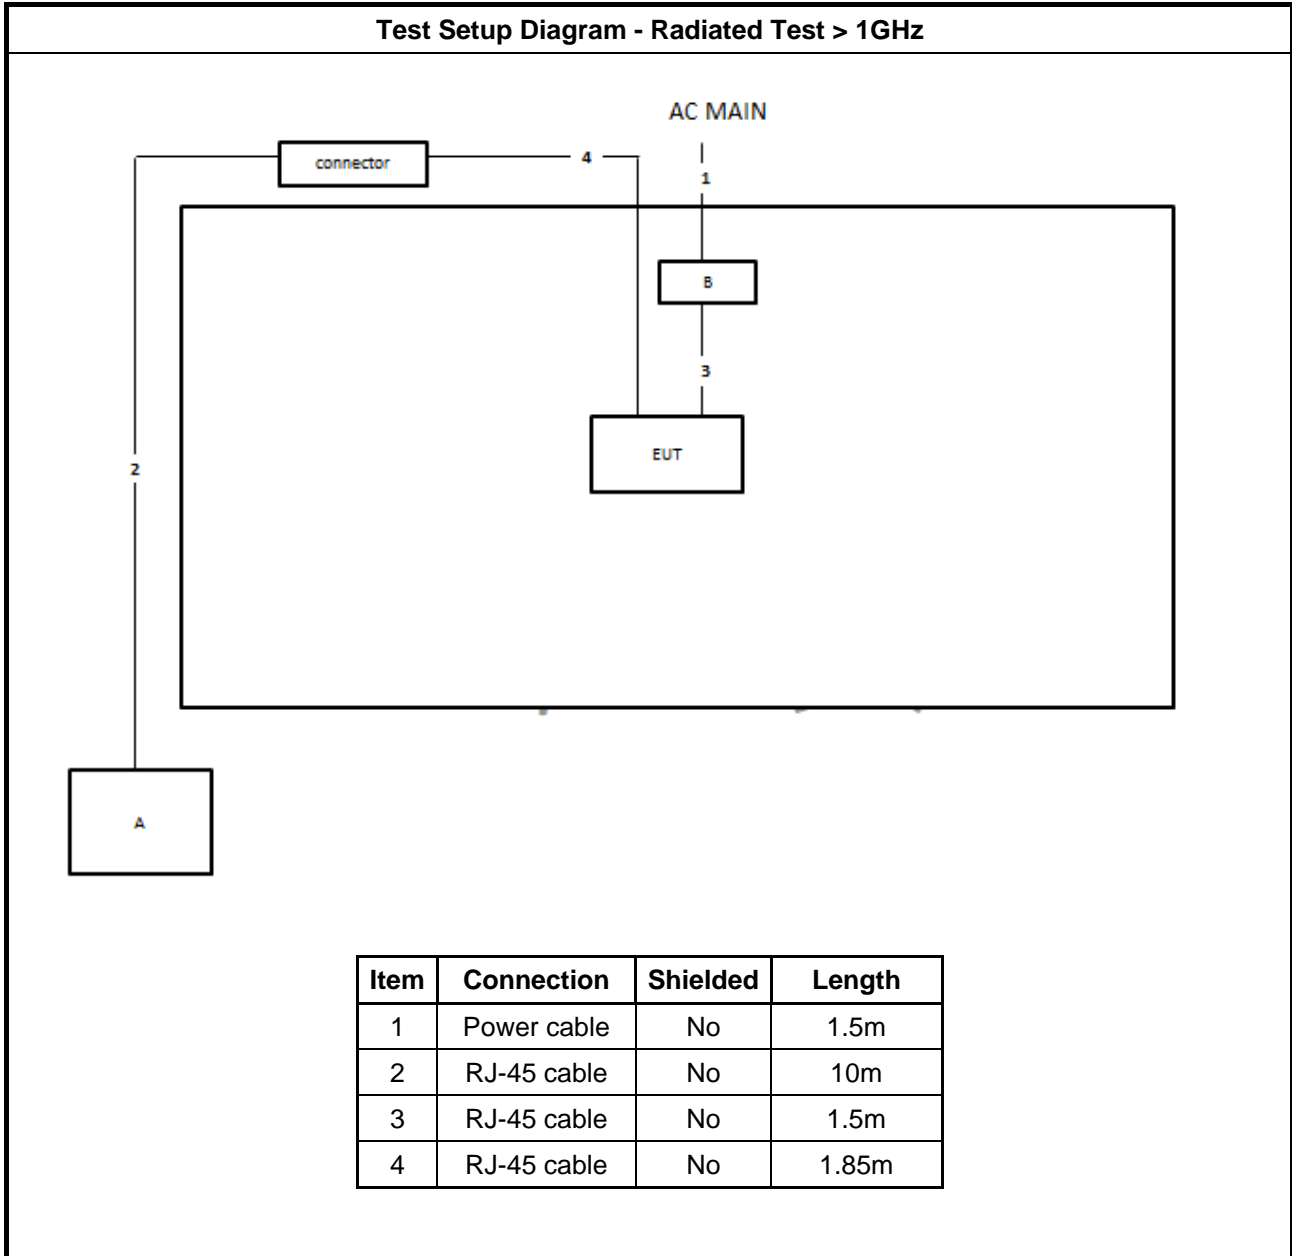 Test Setup Diagram - Radiated Test > 1GHz
AC MAIN
connector
4
1
B
3
EUT
2
A
Item Connection Shielded Length
1 Power cable No 1.5m
2 RJ-45 cable No 10m
3 RJ-45 cable No 1.5m
4 RJ-45 cable No 1.85m